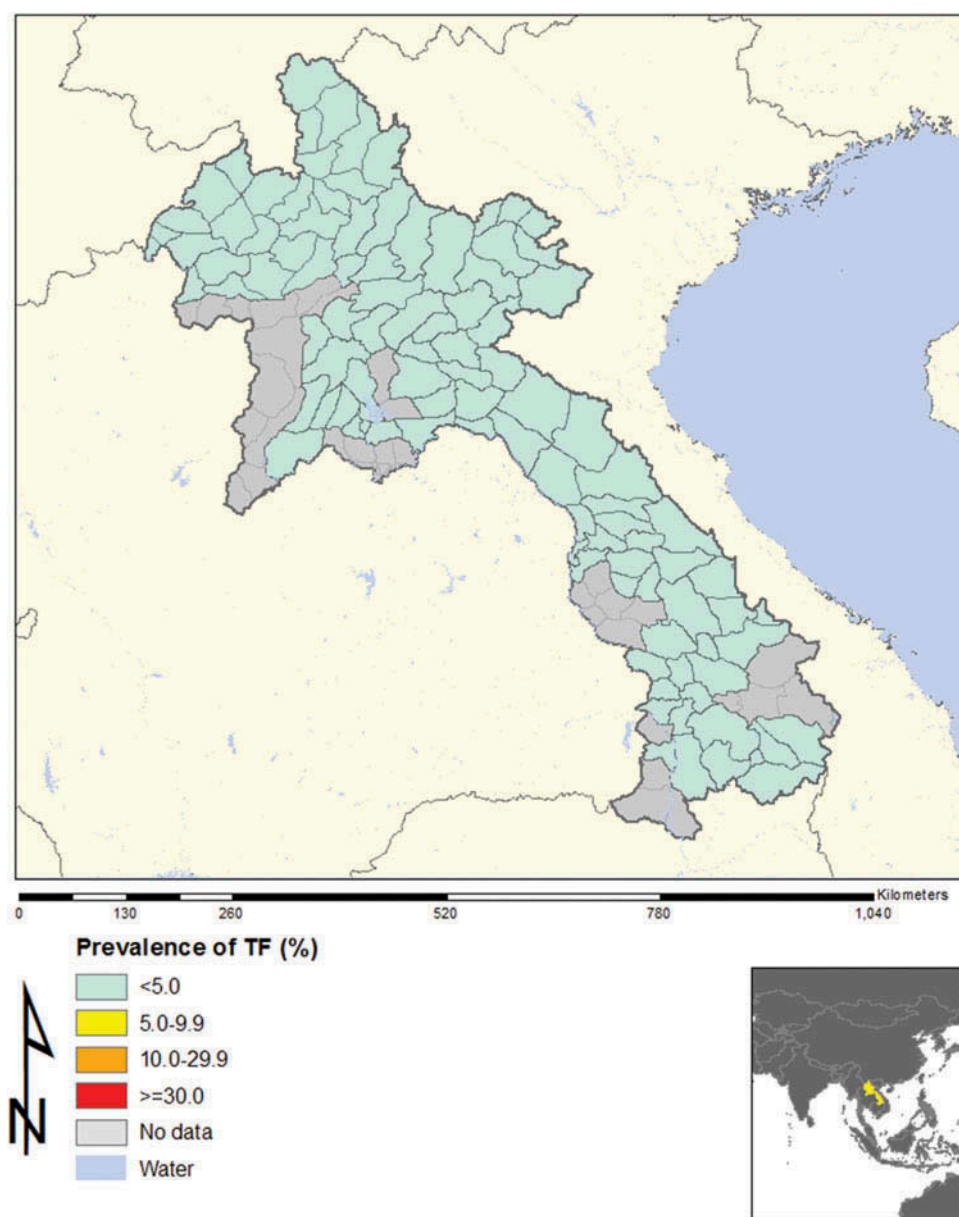 Kilometers
0 130 260 520 780 1,040
Prevalence of TF (%)
<5.0
5.0-9.9
10.0-29.9
>=30.0
No data
Water
N